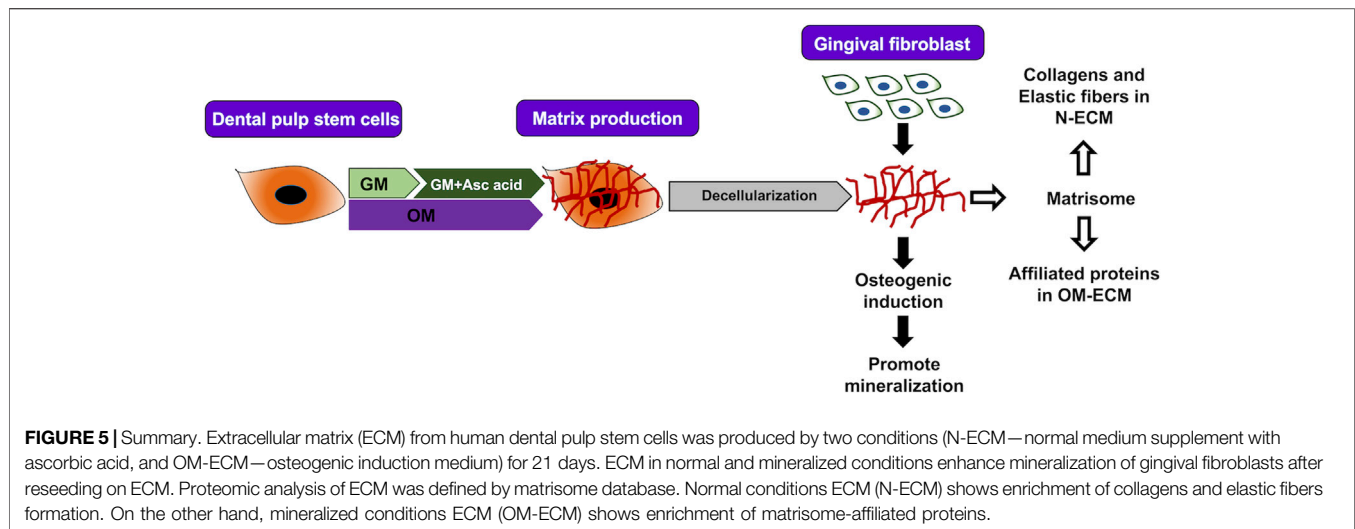 Gingival fibroblast
Dental pulp stem cells
Matrix production
Collagens and
Elastic fibers in
N-ECM
GM
GM+Asc acid
OM
Decellularization
Matrisome
Osteogenic
induction
Affiliated proteins
in OM-ECM
Promote
mineralization
FIGURE 5 | Summary. Extracellular matrix (ECM) from human dental pulp stem cells was produced by two conditions (N-ECM—normal medium supplement with
ascorbic acid, and OM-ECM—osteogenic induction medium) for 21 days. ECM in normal and mineralized conditions enhance mineralization of gingival fibroblasts after
reseeding on ECM. Proteomic analysis of ECM was defined by matrisome database. Normal conditions ECM (N-ECM) shows enrichment of collagens and elastic fibers
formation. On the other hand, mineralized conditions ECM (OM-ECM) shows enrichment of matrisome-affiliated proteins.